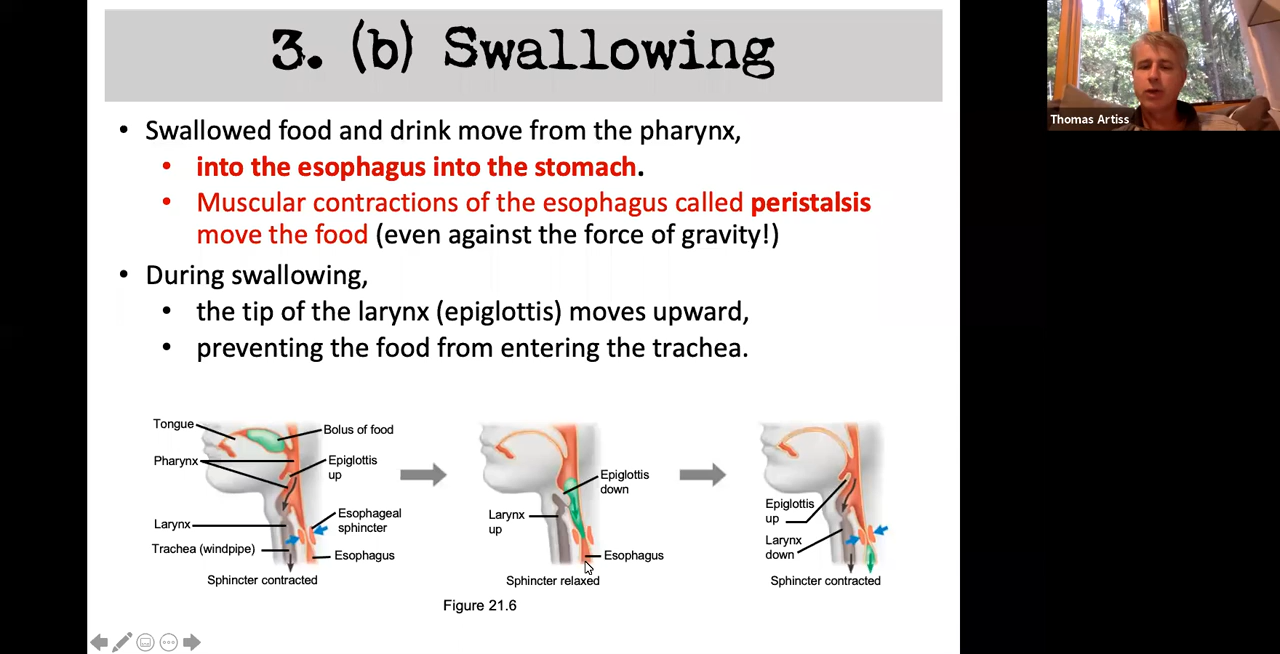 3. (b) Swallowing
Thomas Artiss
• Swallowed food and drink move from the pharynx,
• into the esophagus into the stomach.
• Muscular contractions of the esophagus called peristalsis
move the food (even against the force of gravity!)
• During swallowing,
• the tip of the larynx (epiglottis) moves upward,
• preventing the food from entering the trachea.
Tongue
Bolus of food
Pharynx
Epiglottis
up
Larynx
Esophageal
sphincter
Trachea (windpipe)
Esophagus
Sphincter contracted
Epiglottis
down
Larynx
up
Esophagus
Sphincter relaxed
Epiglottis
up
Larynx
down
Sphincter contracted
Figure 21.6